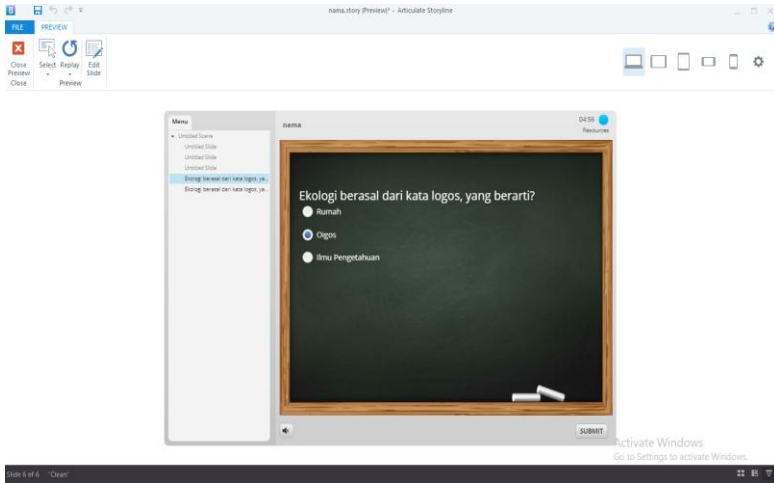 nama.story (Preview)* - Articulate Storyline
FILE
PREVIEW
Close Preview
Select
Replay
Edit Slide
Close
Preview
Menu
Untitled Scene
Untitled Slide
Untitled Slide
Untitled Slide
Ekologi berasal dari kata logos, ya...
Ekologi berasal dari kata logos, ya...
nama
04:56
Resources
Ekologi berasal dari kata logos, yang berarti?
Rumah
Oigos
Ilmu Pengetahuan
SUBMIT
Activate Windows
Go to Settings to activate Windows.
Slide 6 of 6
"Clean"